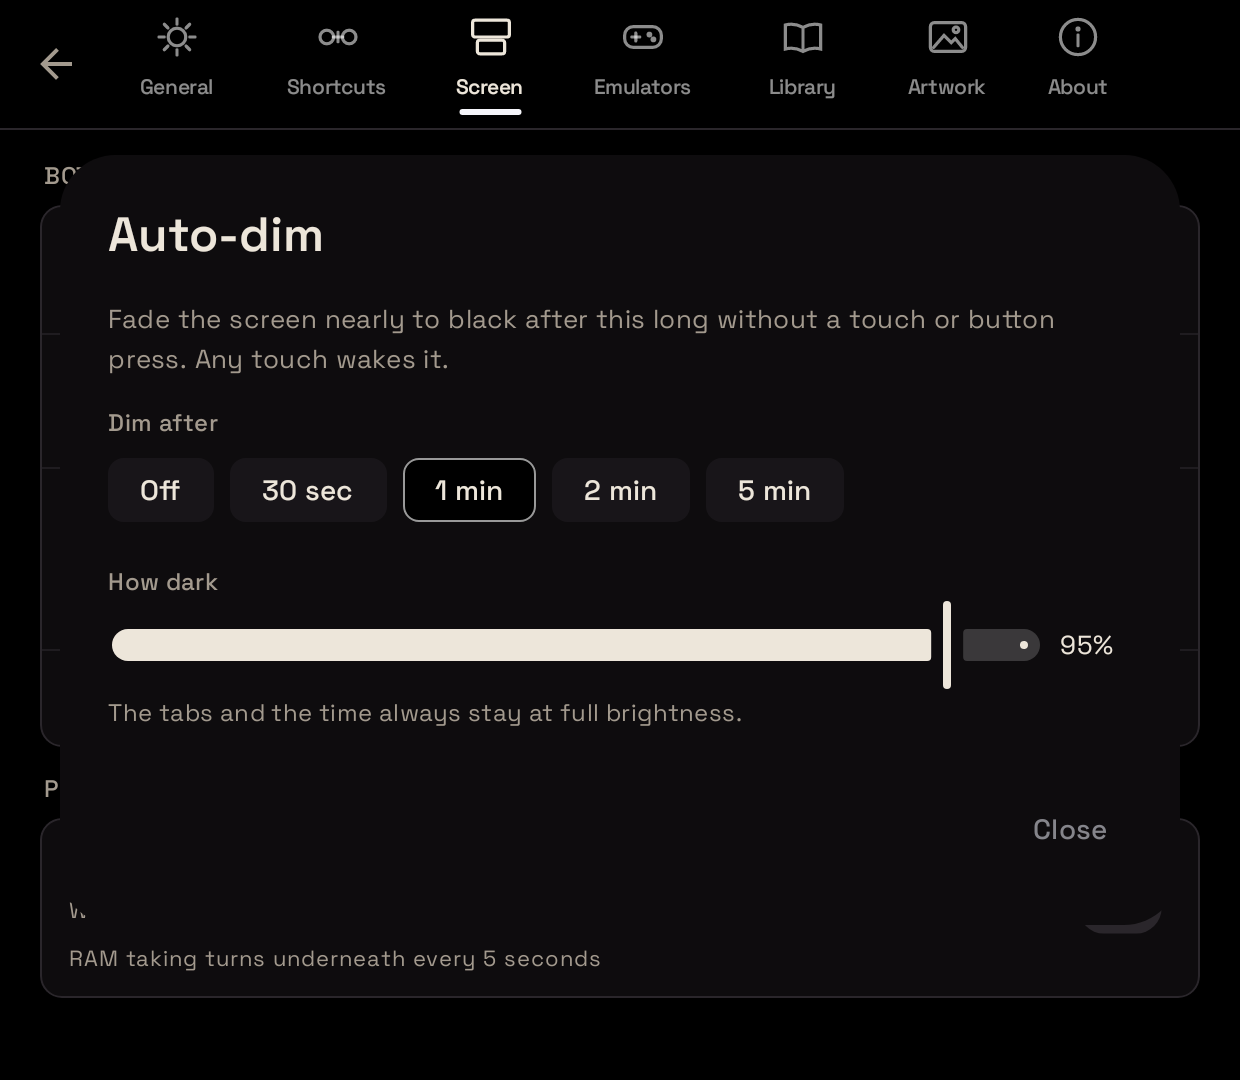 General
Shortcuts
Screen
Emulators
Library
Artwork
About
Auto-dim
Fade the screen nearly to black after this long without a touch or button
press. Any touch wakes it.
Dim after
Off
30 sec
1 min
2 min
5 min
How dark
95%
The tabs and the time always stay at full brightness.
Close
RAM taking turns underneath every 5 seconds